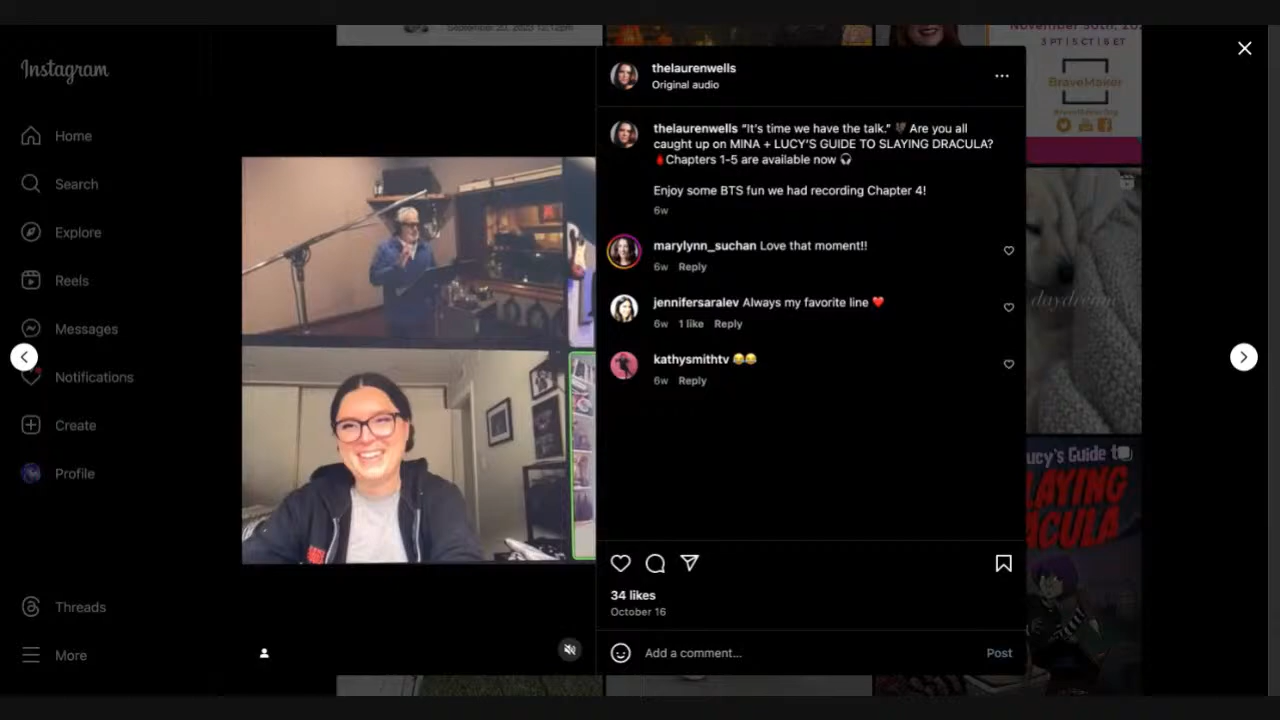 Instagram
Home
Search
Explore
Reels
Messages
Notifications
Create
Profile
Threads
More
thelaurenwells
Original audio
thelaurenwells "It's time we have the talk." 🦇 Are you all
caught up on MINA + LUCY'S GUIDE TO SLAYING DRACULA?
🩸Chapters 1-5 are available now 🎧
Enjoy some BTS fun we had recording Chapter 4!
6w
marylynn_suchan Love that moment!!
6w Reply
jennifersaralev Always my favorite line ❤️
6w 1 like Reply
kathysmithtv 😂😂
6w Reply
34 likes
October 16
Add a comment...
Post
3 PT | 5 CT | 6 ET
BraveMaker
daydream
ucy's Guide t
LAYING
ACULA